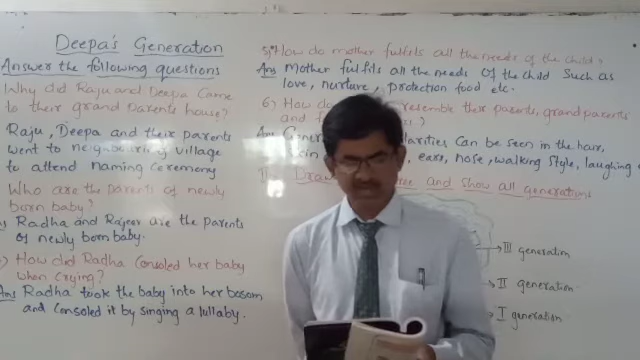 Deepa's Generation
Answer the following questions
Why did Raju and Deepa Came
to their grand parents house?
Raju, Deepa and their parents
went to neighbouring village
to attend naming ceremony
Who are the parents of newly
born baby?
Radha and Rajeev are the parents
of newly born baby.
How did Radha Consoled her baby
when crying?
Ans Radha took the baby into her bosom
and consoled it by singing a lullaby.
5) How do mother fulfils all the needs of the child?
Ans Mother fulfils all the needs of the child such as
love, nurture, protection food etc.
6) How do resemble their parents, grand parents
and
Ans can be seen in the hair,
ears, nose, walking style, laughing
II Draw and show all generations
III generation
II generation
I generation